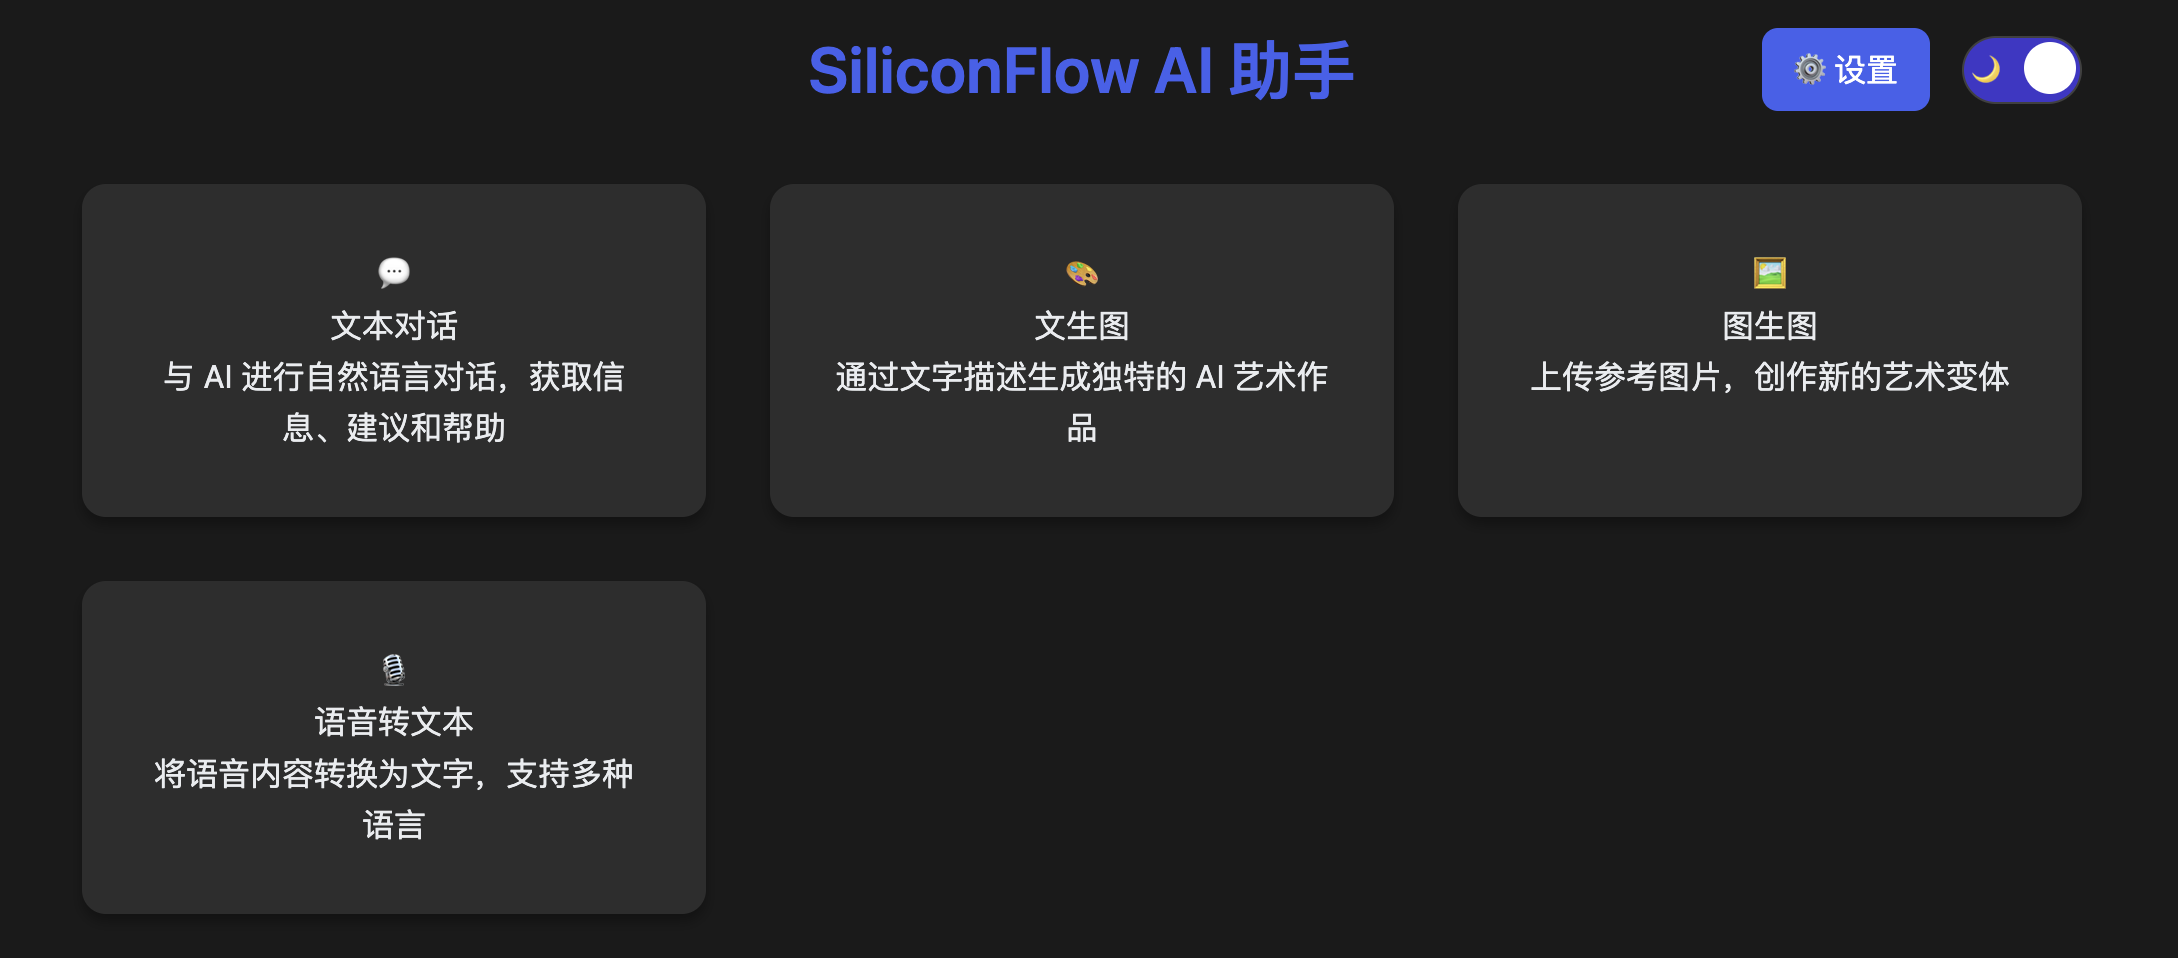 SiliconFlow AI 助手
设置
文本对话
与 AI 进行自然语言对话，获取信
息、建议和帮助
文生图
通过文字描述生成独特的 AI 艺术作
品
图生图
上传参考图片，创作新的艺术变体
语音转文本
将语音内容转换为文字，支持多种
语言